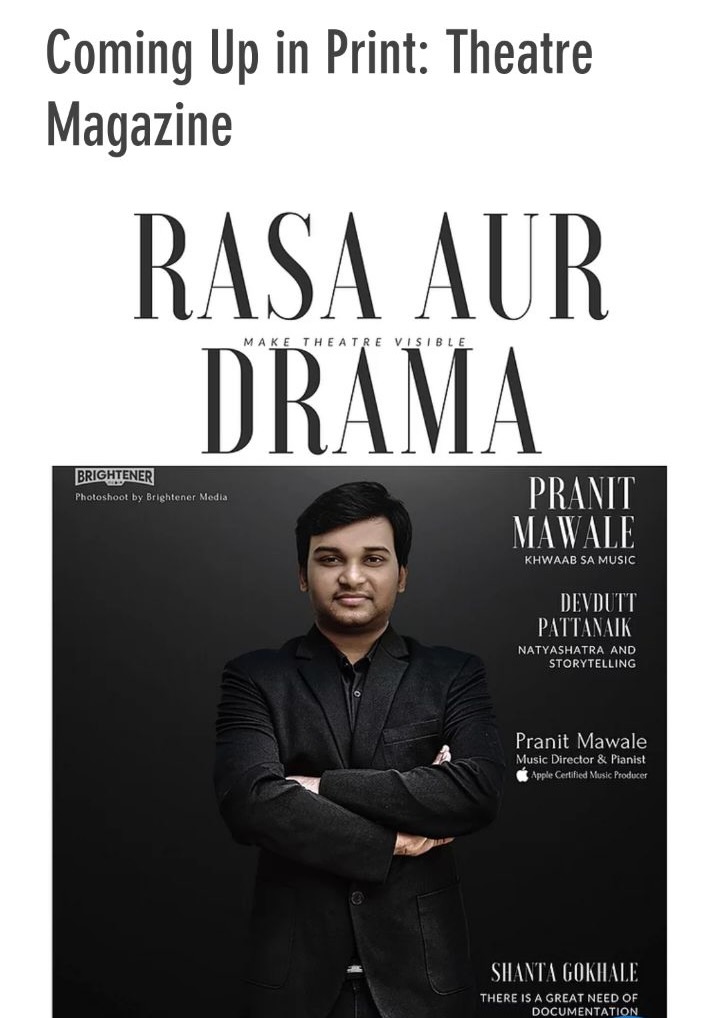 Coming Up in Print: Theatre
Magazine
RASA AUR
MAKE THEATRE VISIBLE
DRAMA
BRIGHTENER
Photoshoot by Brightener Media
PRANIT
MAWALE
KHWAAB SA MUSIC
DEVDUTT
PATTANAIK
NATYASHATRA AND
STORYTELLING
Pranit Mawale
Music Director & Pianist
Apple Certified Music Producer
SHANTA GOKHALE
THERE IS A GREAT NEED OF
DOCUMENTATION